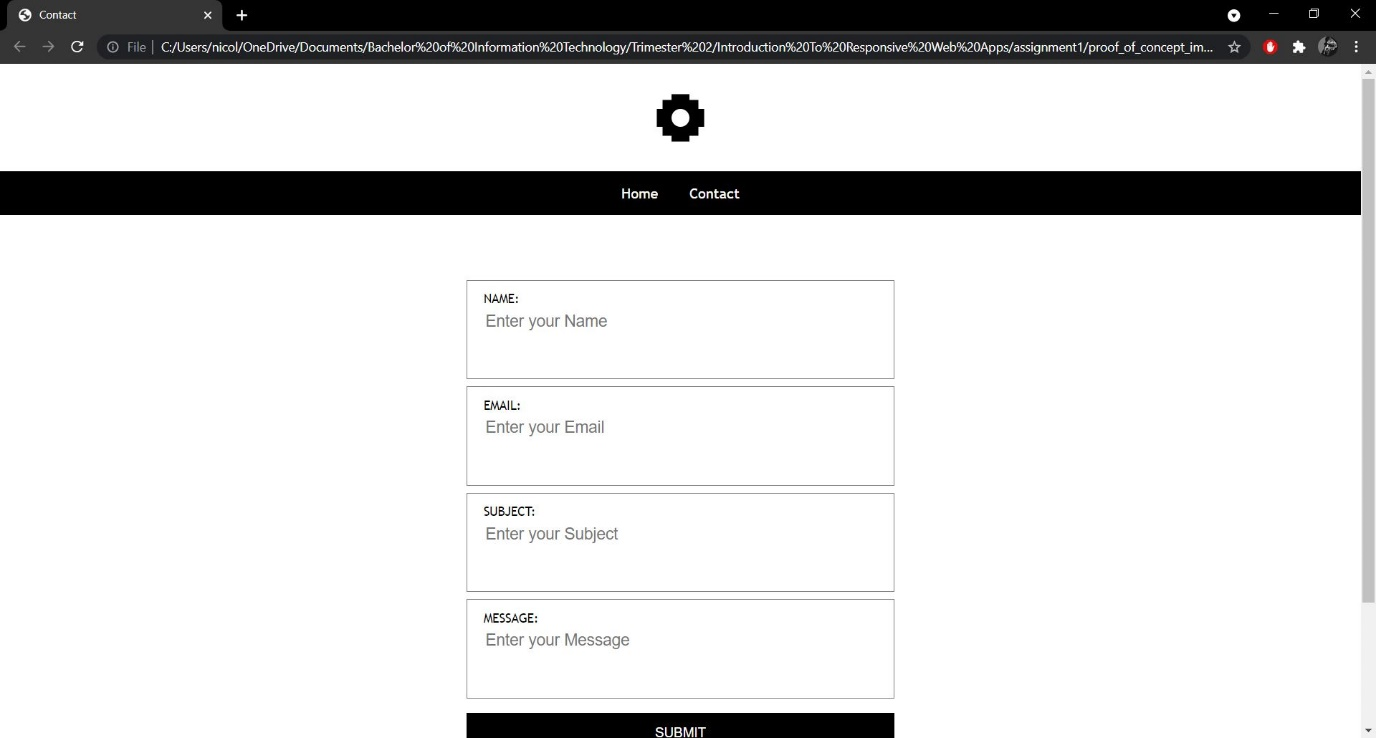 Contact
File | C:/Users/nicol/OneDrive/Documents/Bachelor%20of%20Information%20Technology/Trimester%202/Introduction%20To%20Responsive%20Web%20Apps/assignment1/proof_of_concept_im...
Home Contact
NAME:
Enter your Name
EMAIL:
Enter your Email
SUBJECT:
Enter your Subject
MESSAGE:
Enter your Message
SUBMIT